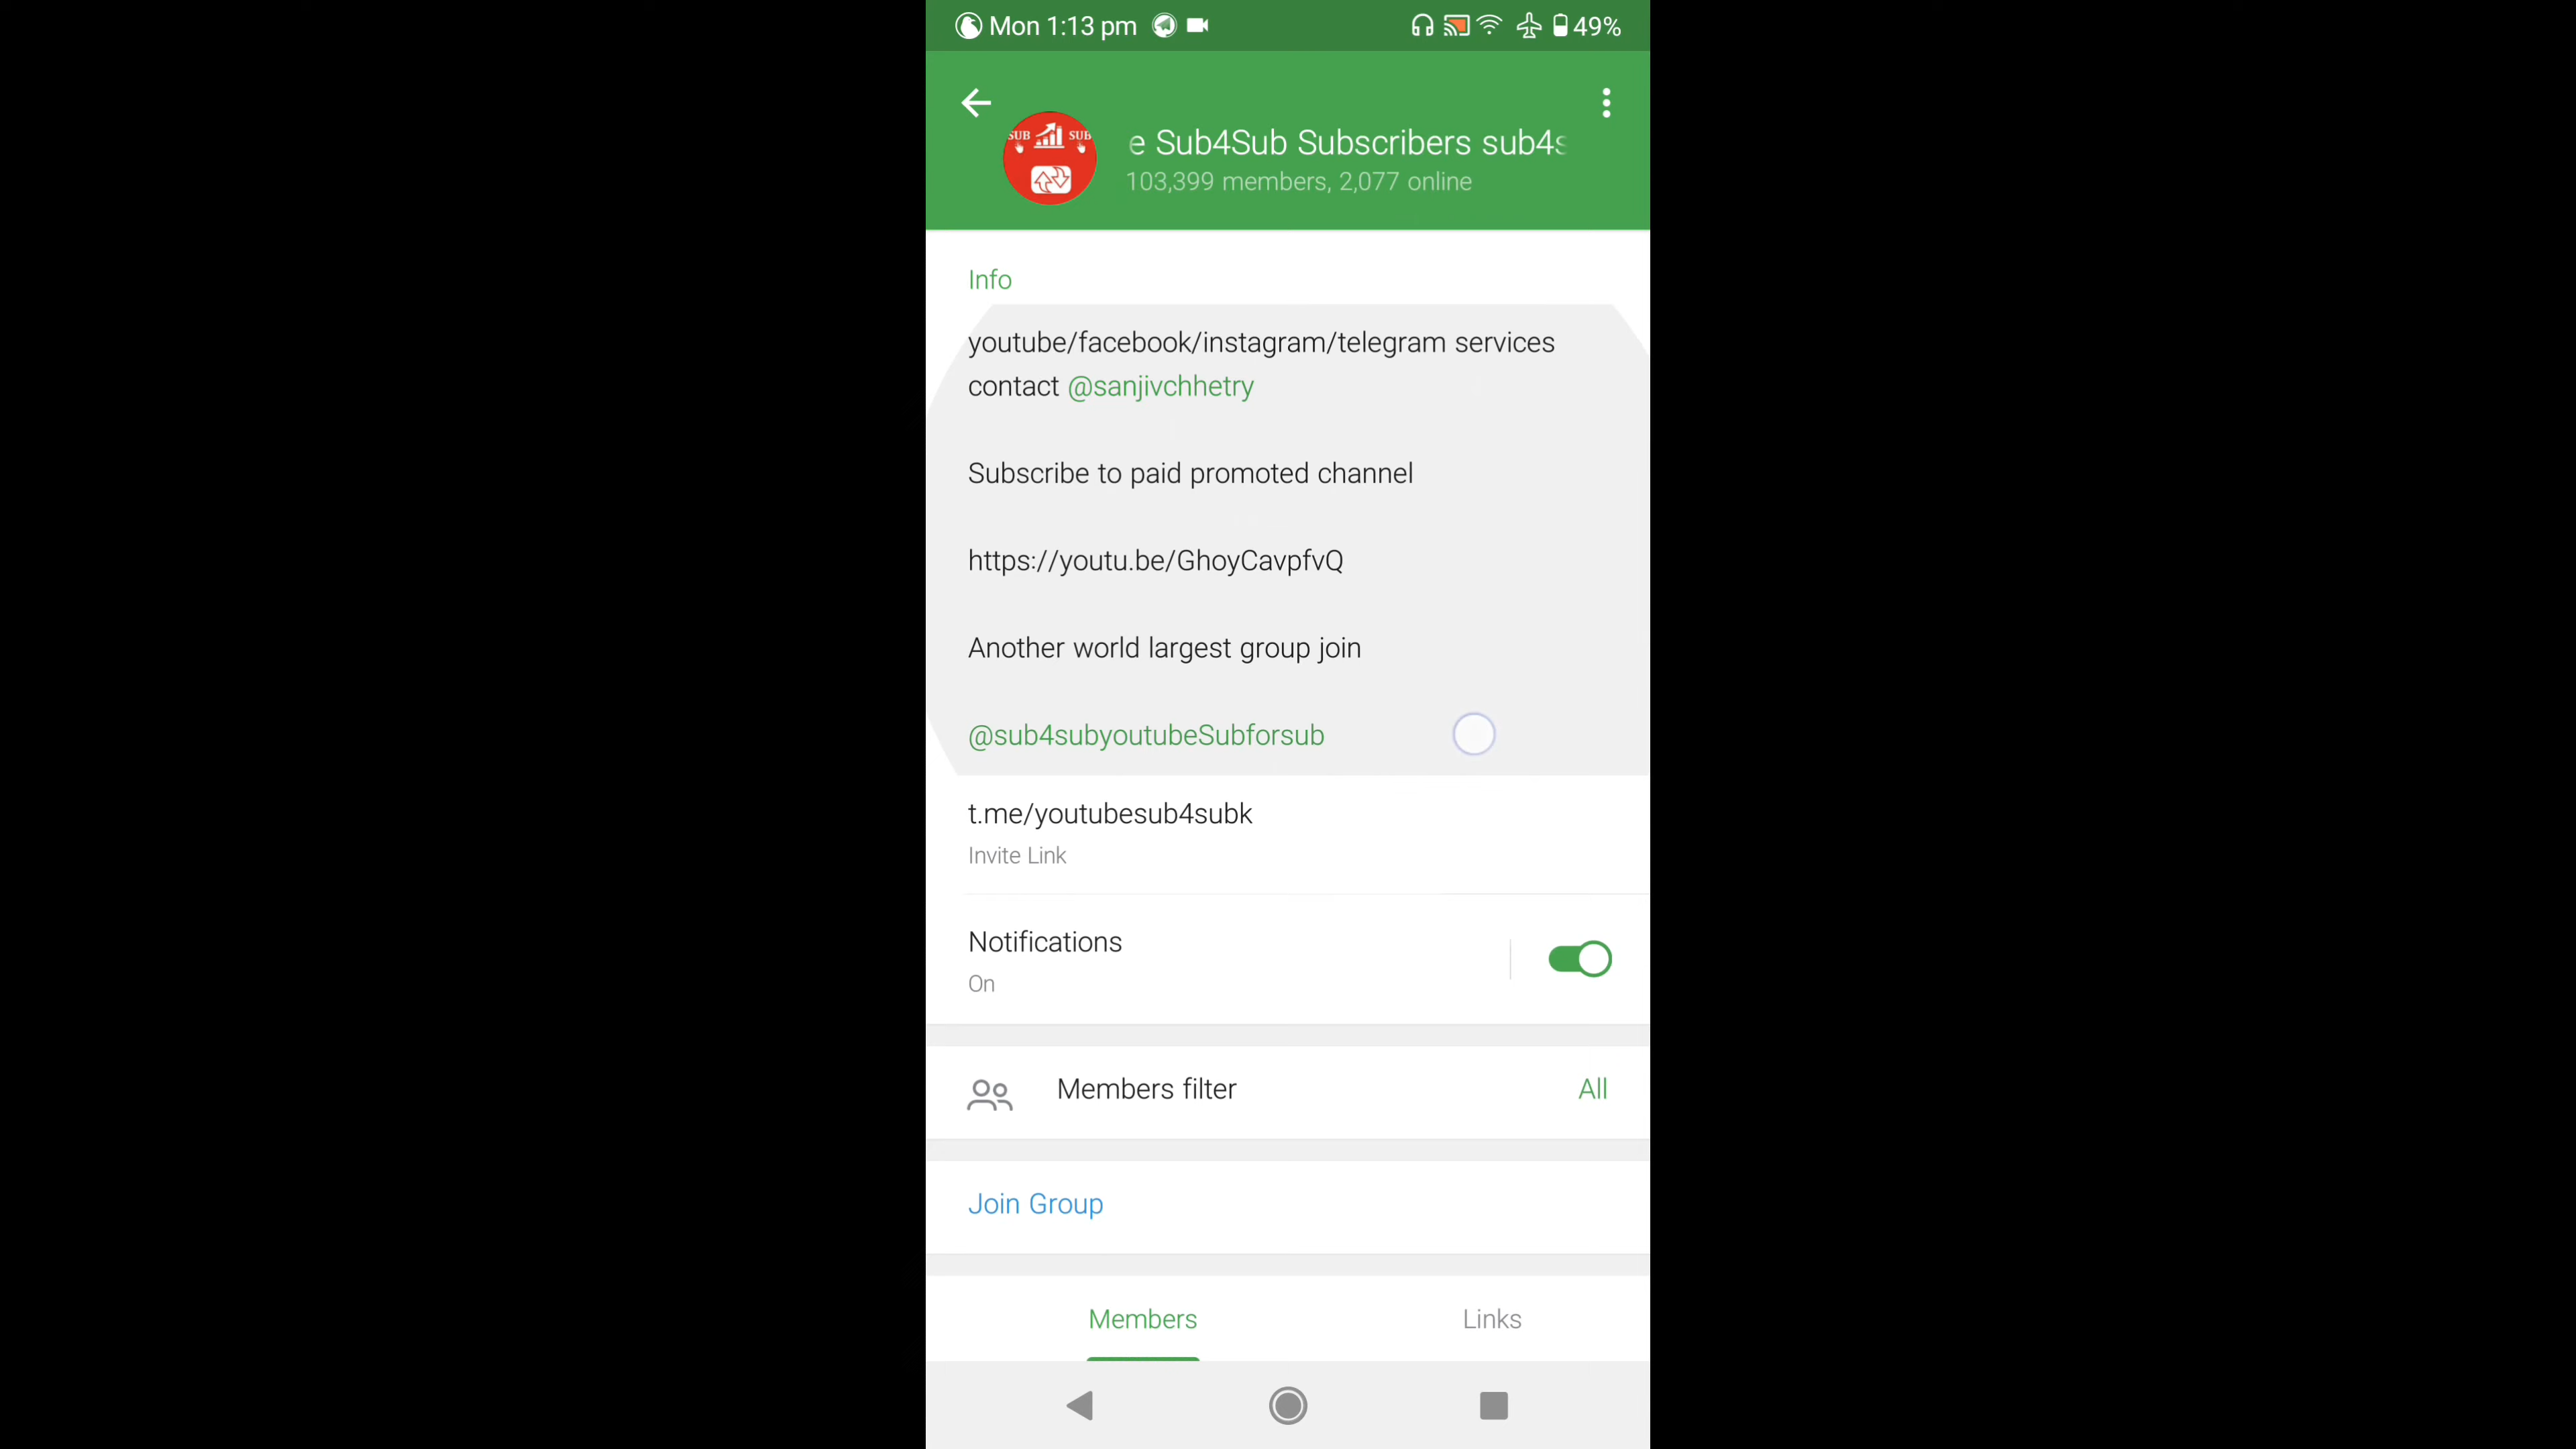 Mon 1:13 pm 49%
SUB SUB
e Sub4Sub Subscribers sub4s
103,399 members, 2,077 online
Info
youtube/facebook/instagram/telegram services
contact @sanjivchhetry
Subscribe to paid promoted channel
https://youtu.be/GhoyCavpfvQ
Another world largest group join
@sub4subyoutubeSubforsub
t.me/youtubesub4subk
Invite Link
Notifications
On
Members filter All
Join Group
Members Links